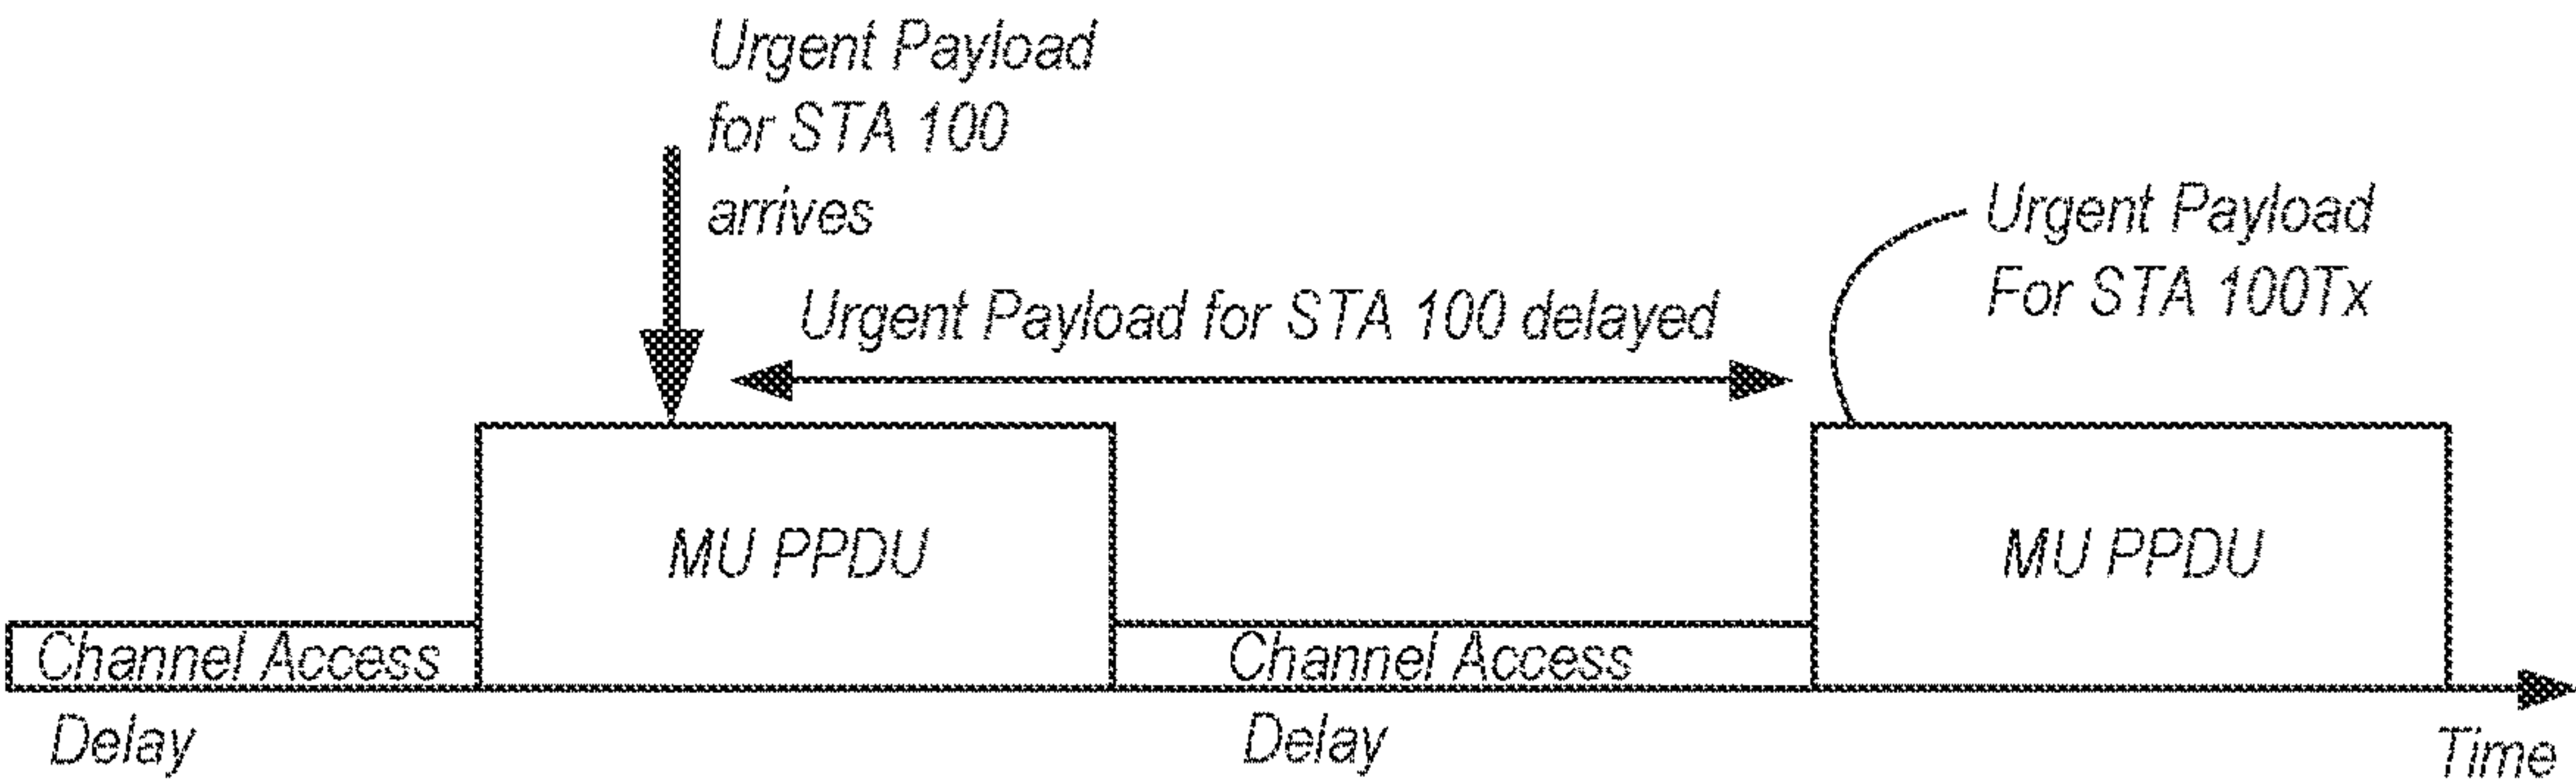 Urgent Payload
for STA 100
arrives
Urgent Payload
For STA 100Tx
Urgent Payload for STA 100 delayed
MU PPDU
MU PPDU
Channel Access
Delay
Channel Access
Delay
Time